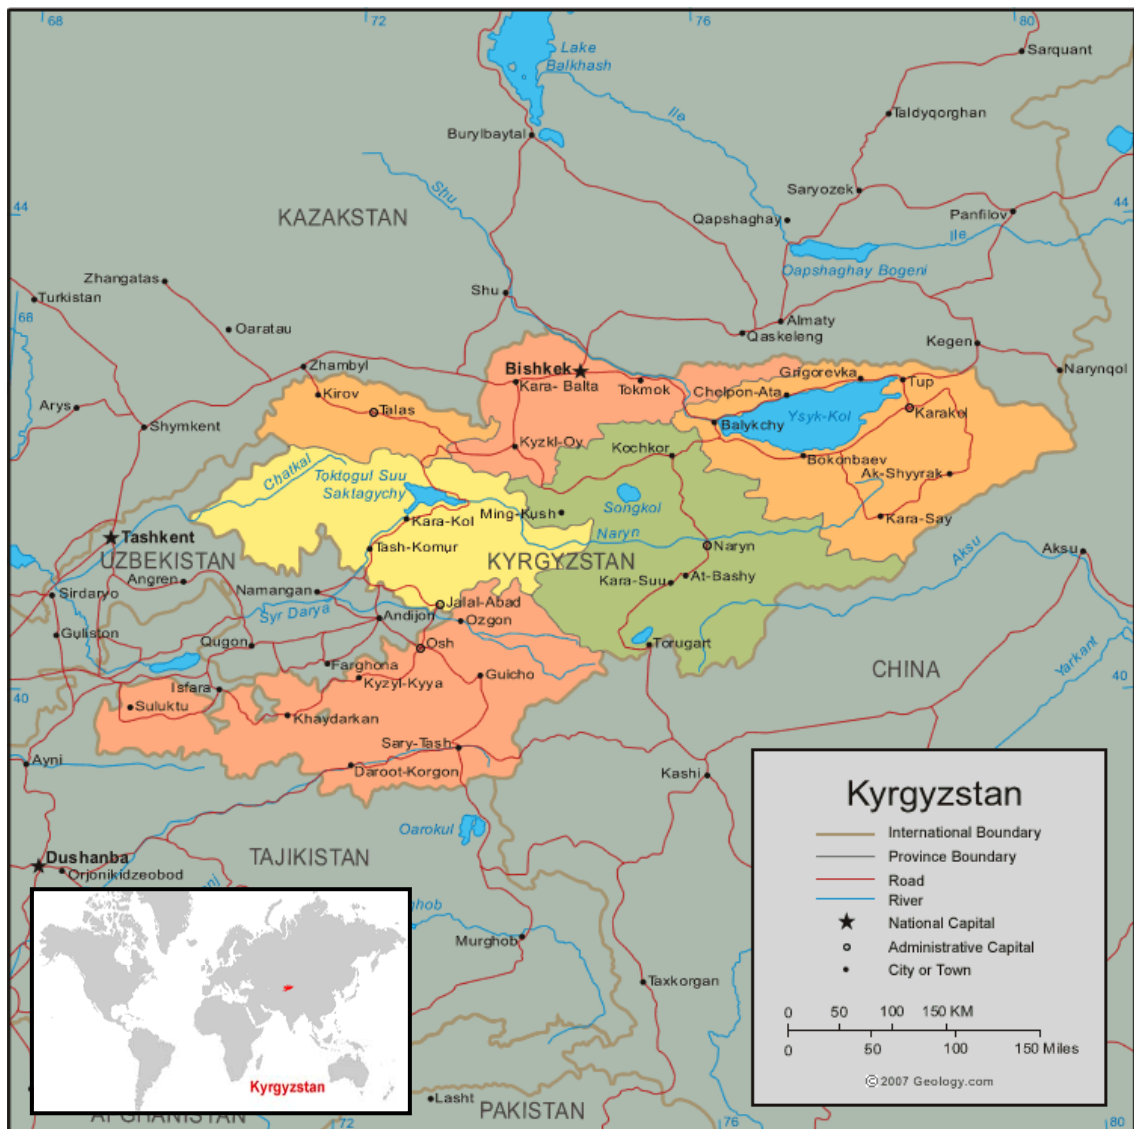 68
72
76
80
Lake
Balkhash
Sarquant
Ile
Taldyqorghan
Burylbaytal
Shu
Saryozek
44
KAZAKSTAN
Qapshaghay
Panfilov
44
Ile
Oapshaghay Bogeni
Zhangatas
Turkistan
Shu
68
Oaratau
Almaty
Qaskeleng
Kegen
Zhambyl
Bishkek
Narynqol
Kara- Balta
Tokmok
Grigorevka
Tup
Chelpon-Ata
Kirov
Arys
Talas
Ysyk-Kol
Karakol
Shymkent
Balykchy
Kyzkl-Oy
Kochkor
Bokonbaev
Chatkal
Toktogul Suu
Saktagychy
Ak-Shyyrak
Songkol
Kara-Kol
Ming-Kush
Kara-Say
Tashkent
Naryn
Naryn
Aksu
Aksu
UZBEKISTAN
Tash-Komur
KYRGYZSTAN
Angren
Kara-Suu
At-Bashy
Namangan
Sirdaryo
Syr Darya
Jalal-Abad
Andijon
Ozgon
Guliston
Qugon
Osh
Torugart
Yarkant
Farghona
CHINA
40
Isfara
Kyzyl-Kyya
Guicho
40
Suluktu
Khaydarkan
Sary-Tash
Ayni
Daroot-Korgon
Kashi
Oarokul
Dushanba
TAJIKISTAN
Orjonikidzeobod
nj
ghob
Murghob
Taxkorgan
Kyrgyzstan
International Boundary
Province Boundary
Road
River
National Capital
Administrative Capital
City or Town
0 50 100 150 KM
0 50 100 150 Miles
©2007 Geology.com
Kyrgyzstan
Lasht
AFGHANISTAN
PAKISTAN
72
76
80